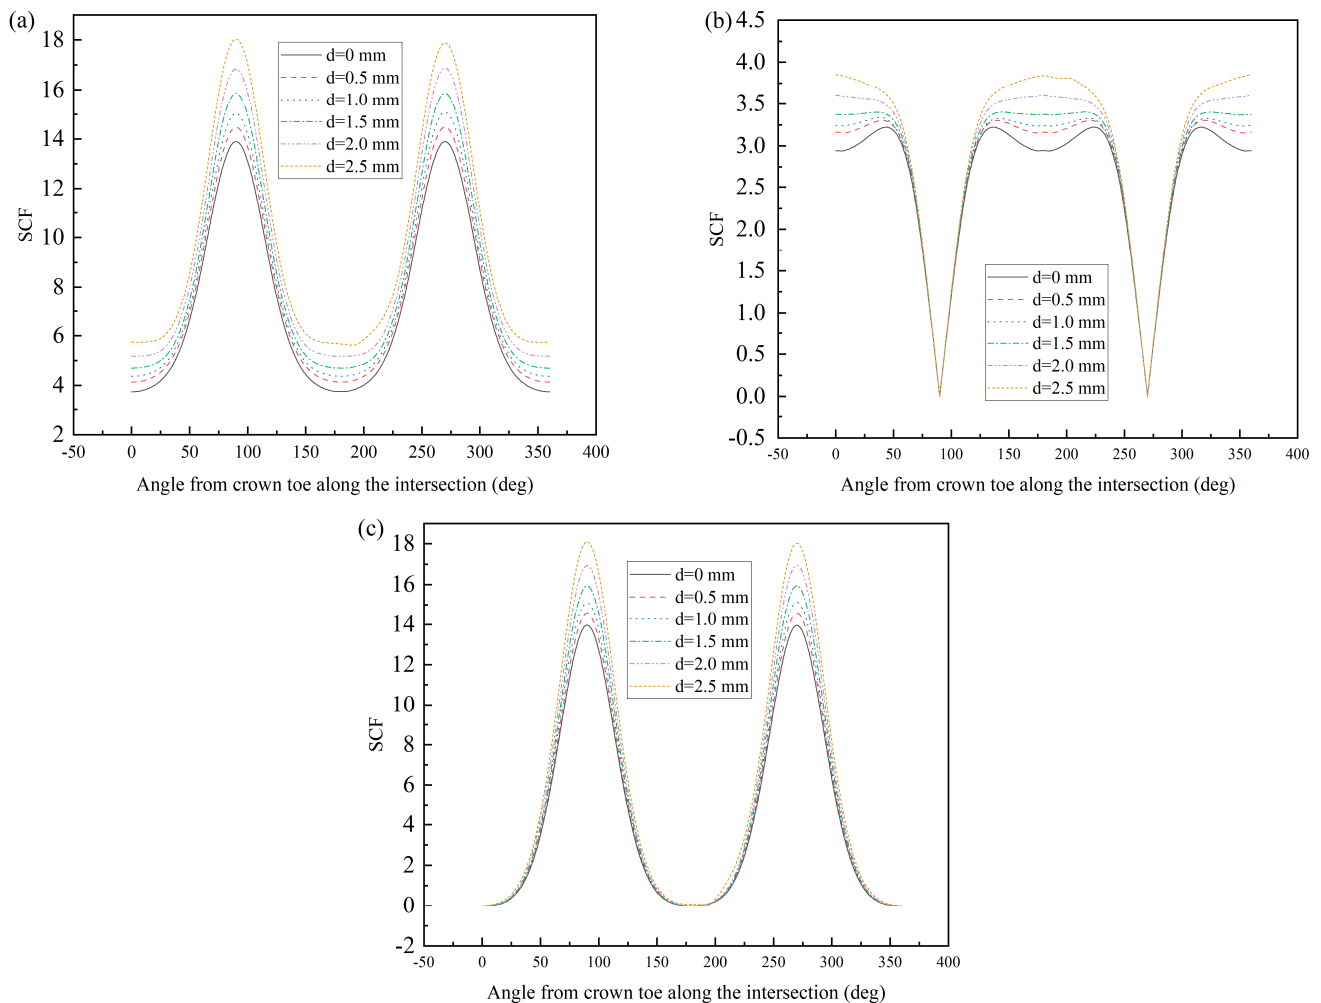 (a)
18
16
14
12
10
8
6
4
2
SCF
d=0 mm
d=0.5 mm
d=1.0 mm
d=1.5 mm
d=2.0 mm
d=2.5 mm
-50 0 50 100 150 200 250 300 350 400
Angle from crown toe along the intersection (deg)
(b)
4.5
4.0
3.5
3.0
2.5
2.0
1.5
1.0
0.5
0.0
-0.5
SCF
d=0 mm
d=0.5 mm
d=1.0 mm
d=1.5 mm
d=2.0 mm
d=2.5 mm
-50 0 50 100 150 200 250 300 350 400
Angle from crown toe along the intersection (deg)
(c)
18
16
14
12
10
8
6
4
2
0
-2
SCF
d=0 mm
d=0.5 mm
d=1.0 mm
d=1.5 mm
d=2.0 mm
d=2.5 mm
-50 0 50 100 150 200 250 300 350 400
Angle from crown toe along the intersection (deg)